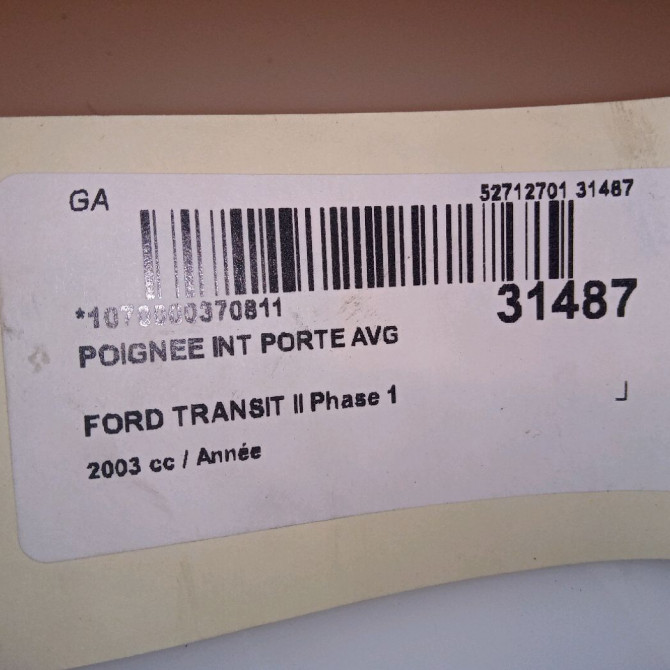 GA
52712701 31487
31487
POIGNEE INT PORTE AVG
FORD TRANSIT II Phase 1
2003 cc / Année